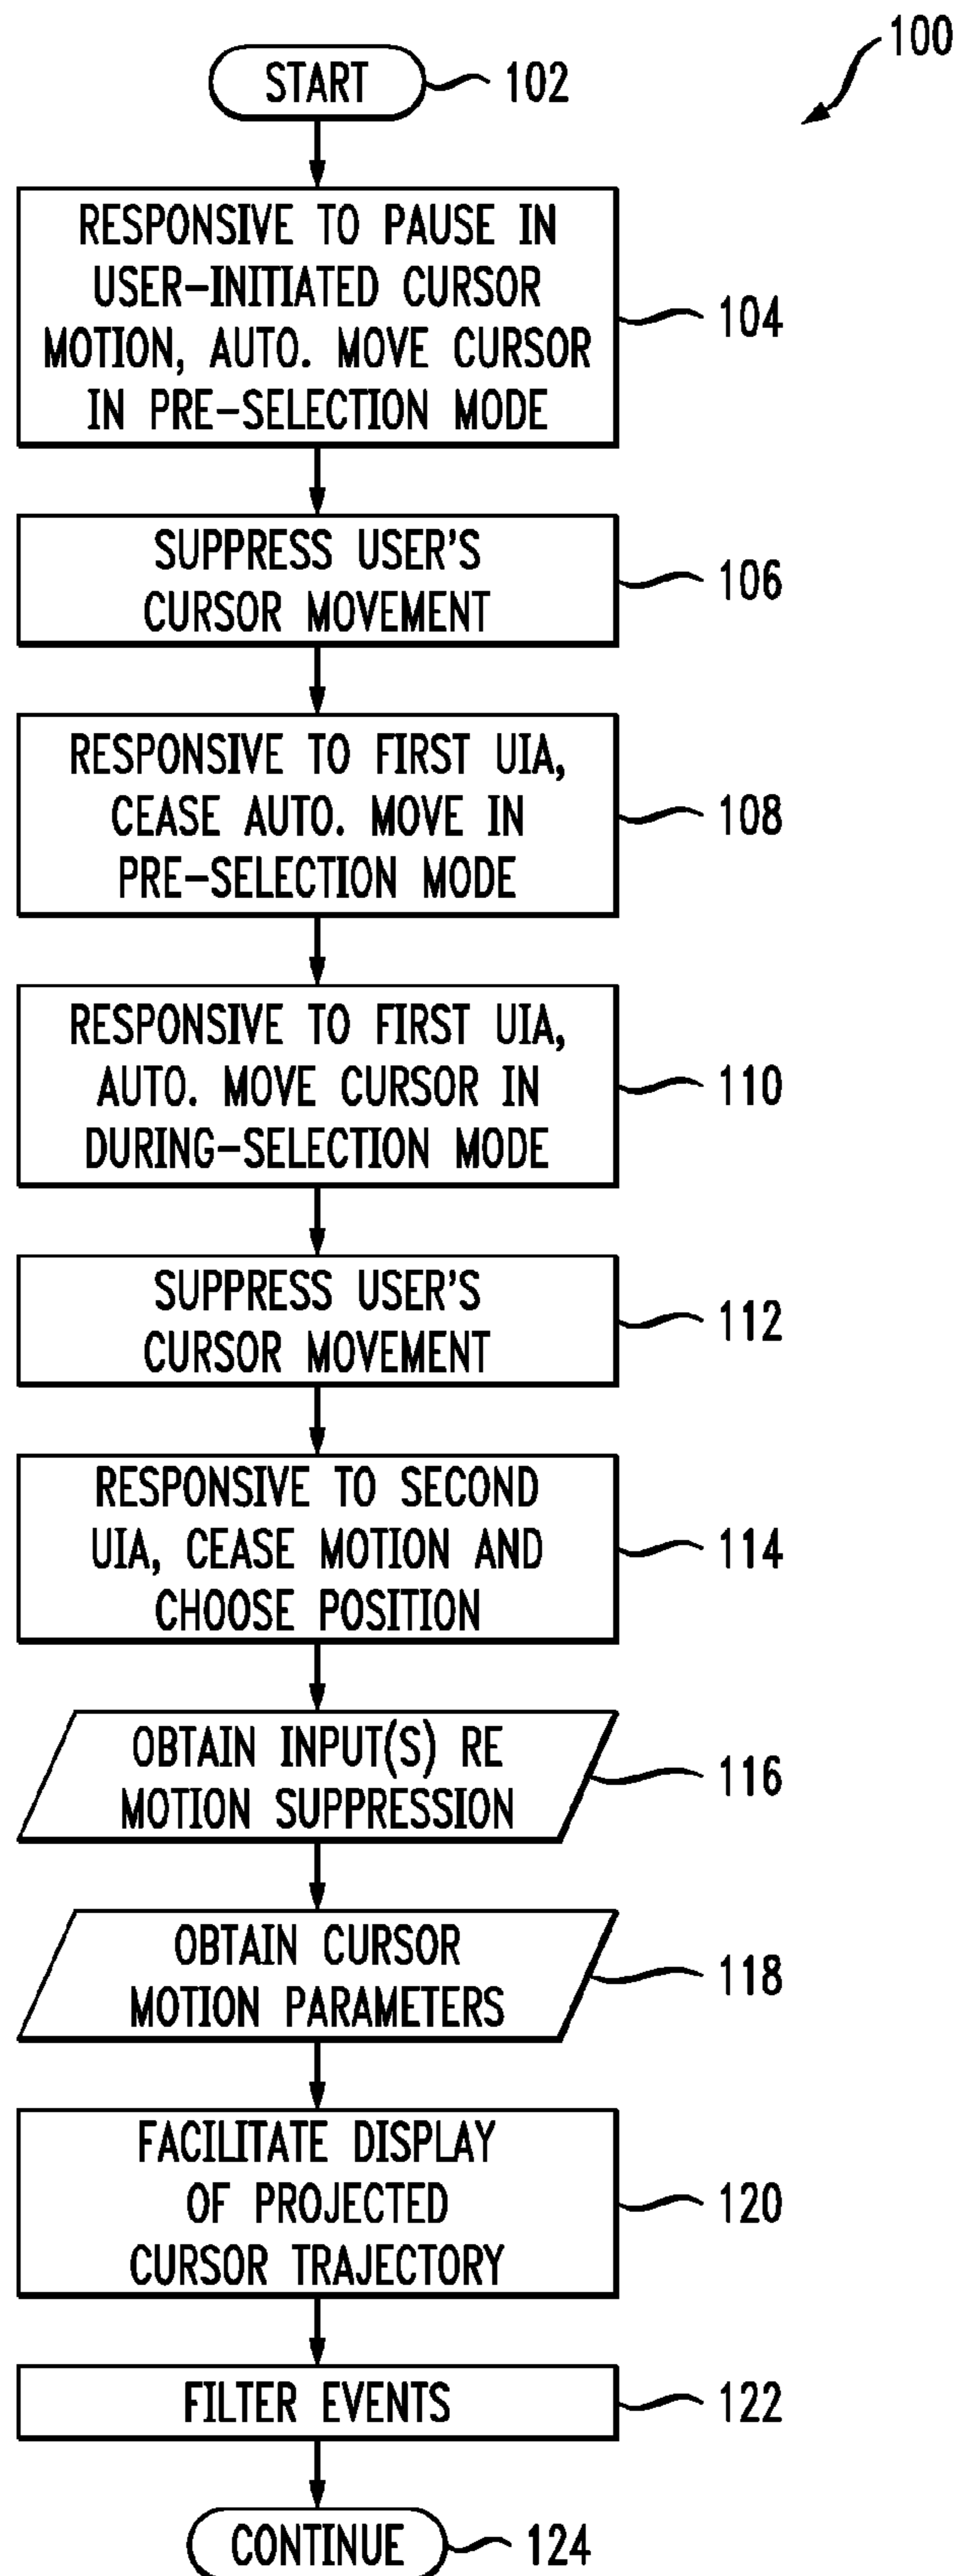 100
START
102
RESPONSIVE TO PAUSE IN
USER-INITIATED CURSOR
MOTION, AUTO. MOVE CURSOR
IN PRE-SELECTION MODE
104
SUPPRESS USER'S
CURSOR MOVEMENT
106
RESPONSIVE TO FIRST UIA,
CEASE AUTO. MOVE IN
PRE-SELECTION MODE
108
RESPONSIVE TO FIRST UIA,
AUTO. MOVE CURSOR IN
DURING-SELECTION MODE
110
SUPPRESS USER'S
CURSOR MOVEMENT
112
RESPONSIVE TO SECOND
UIA, CEASE MOTION AND
CHOOSE POSITION
114
OBTAIN INPUT(S) RE
MOTION SUPPRESSION
116
OBTAIN CURSOR
MOTION PARAMETERS
118
FACILITATE DISPLAY
OF PROJECTED
CURSOR TRAJECTORY
120
FILTER EVENTS
122
CONTINUE
124